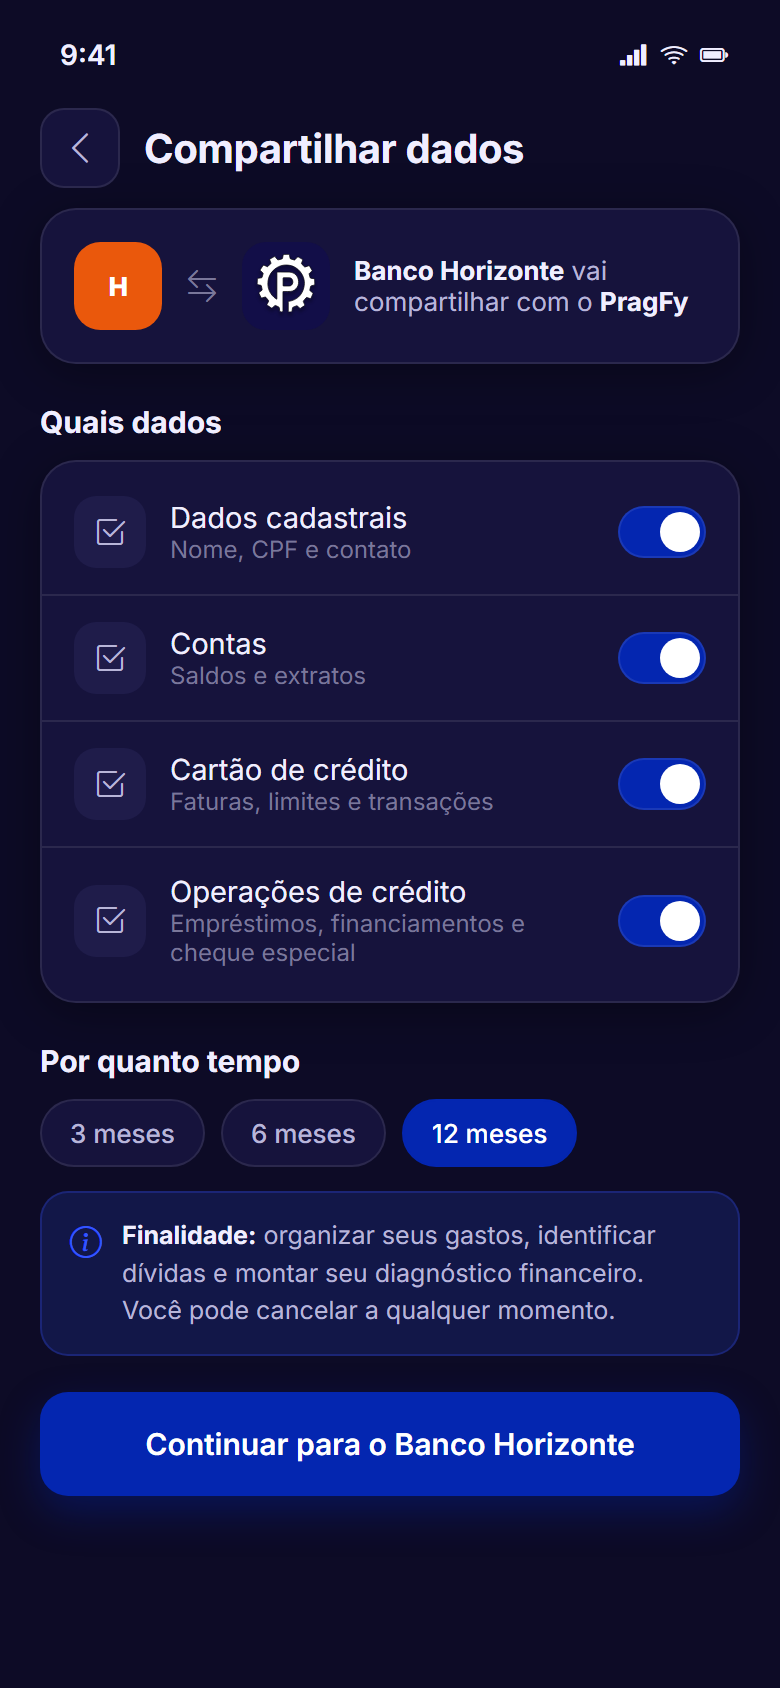 9:41
Compartilhar dados
H
P
Banco Horizonte vai
compartilhar com o PragFy
Quais dados
Dados cadastrais
Nome, CPF e contato
Contas
Saldos e extratos
Cartão de crédito
Faturas, limites e transações
Operações de crédito
Empréstimos, financiamentos e
cheque especial
Por quanto tempo
3 meses
6 meses
12 meses
Finalidade: organizar seus gastos, identificar
dívidas e montar seu diagnóstico financeiro.
Você pode cancelar a qualquer momento.
Continuar para o Banco Horizonte